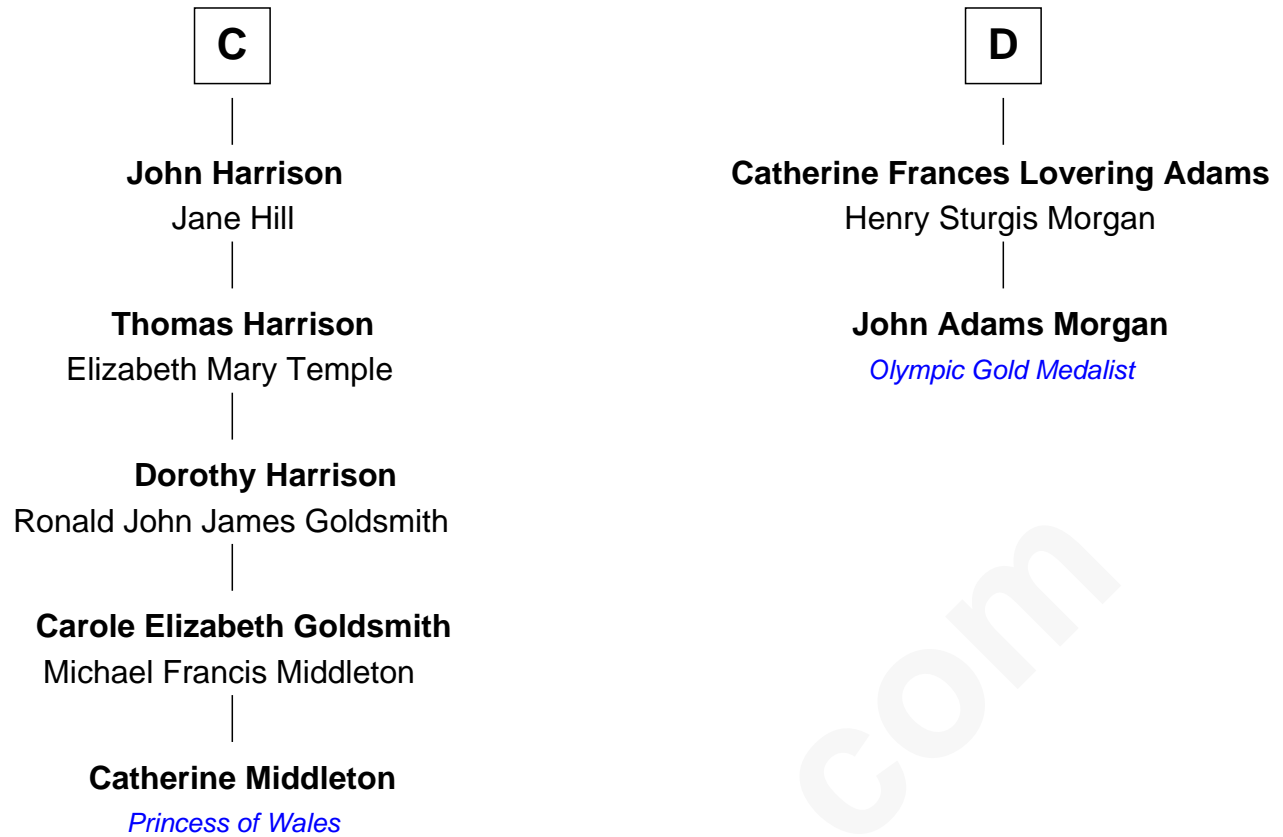 C
John Harrison
Jane Hill
Thomas Harrison
Elizabeth Mary Temple
Dorothy Harrison
Ronald John James Goldsmith
Carole Elizabeth Goldsmith
Michael Francis Middleton
Catherine Middleton
Princess of Wales
D
Catherine Frances Lovering Adams
Henry Sturgis Morgan
John Adams Morgan
Olympic Gold Medalist
com